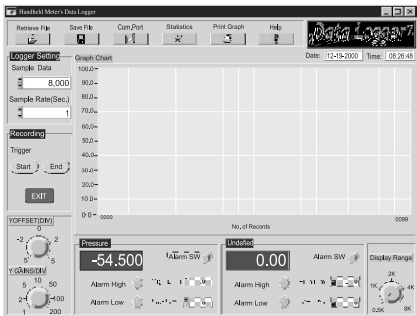 Handheld Meter's Data Logger
Retrieve File Save File Com.Port Statistics Print Graph Help
Data Logger
Logger Setting
Graph Chart
Date: 12-19-2000 Time: 08:26:48
Sample Data
8,000
Sample Rate(Sec.)
1
Recording
Trigger
Start End
EXIT
100.0
90.0
80.0
70.0
60.0
50.0
40.0
30.0
20.0
10.0
0.0
0000
0099
No. of Records
YOFFSET(DIV)
0
-2 2
-5 5
Y GAINS/DIV
10
5 50
2 100
1 200
Pressure
-54.500
Alarm SW
Alarm High
Alarm Low
Undefied
0.00
Alarm SW
Alarm High
Alarm Low
Display Range
2K
1K 4K
0.5K 8K